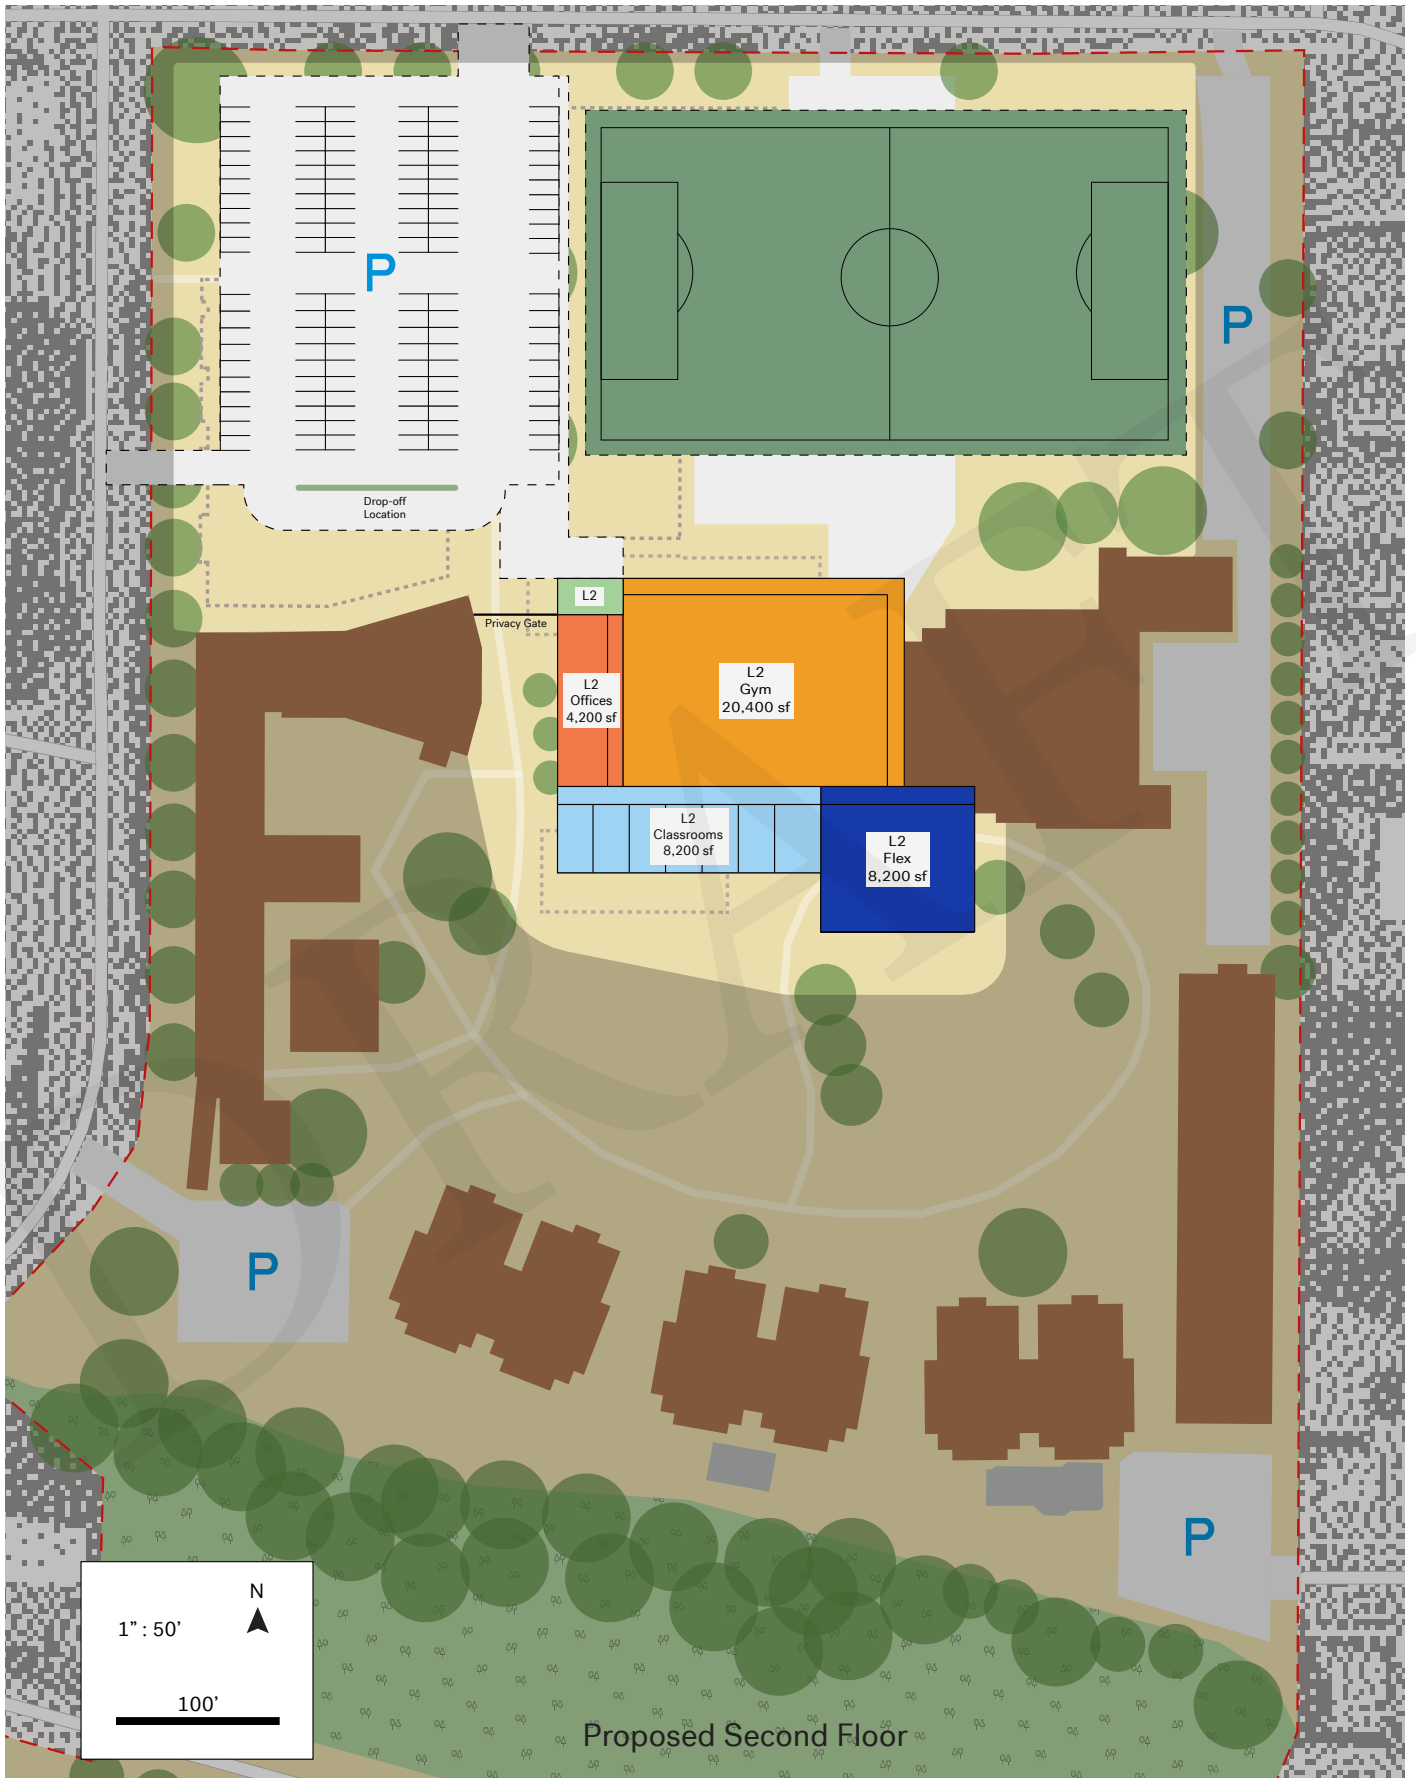 P
P
Drop-off
Location
L2
Privacy Gate
L2
Offices
4,200 sf
L2
Gym
20,400 sf
L2
Classrooms
8,200 sf
L2
Flex
8,200 sf
P
P
N
1” : 50’
100’
Proposed Second Floor